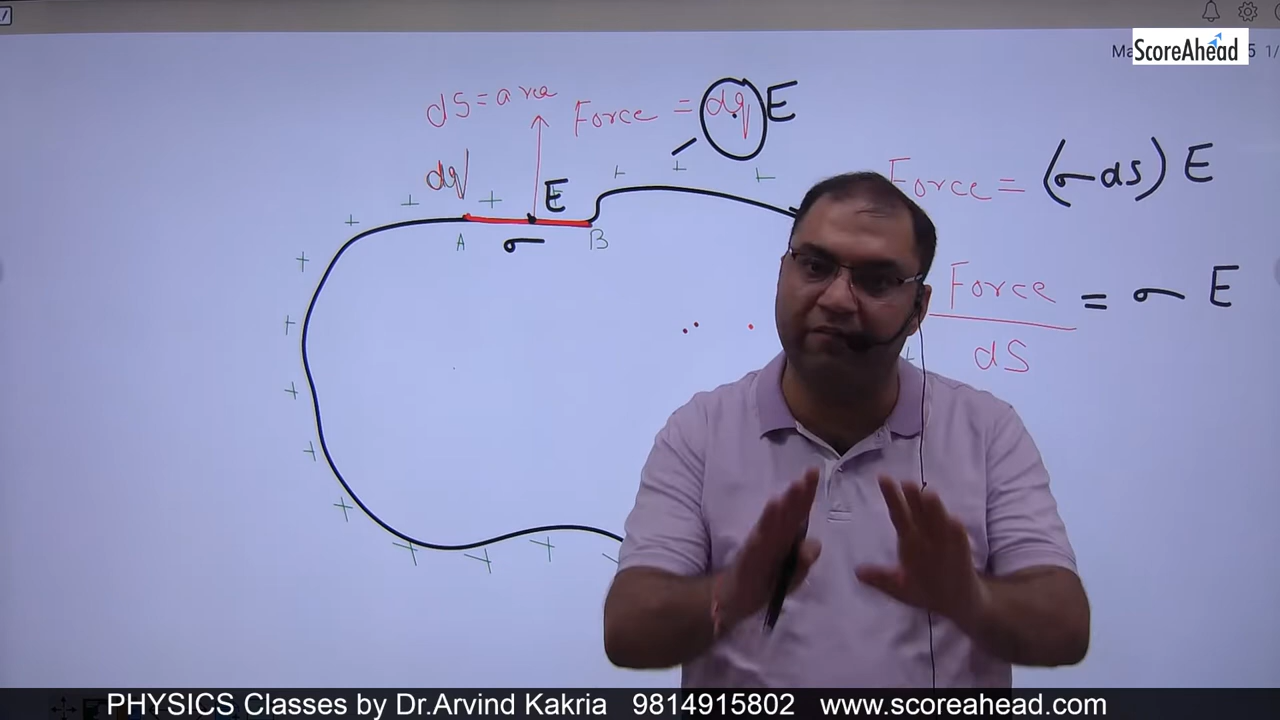 ScoreAhead
dS = area
Force = dq E
dq
E
A
σ
B
Force = (σ ds) E
Force
dS
= σ E
PHYSICS Classes by Dr.Arvind Kakria 9814915802 www.scoreahead.com